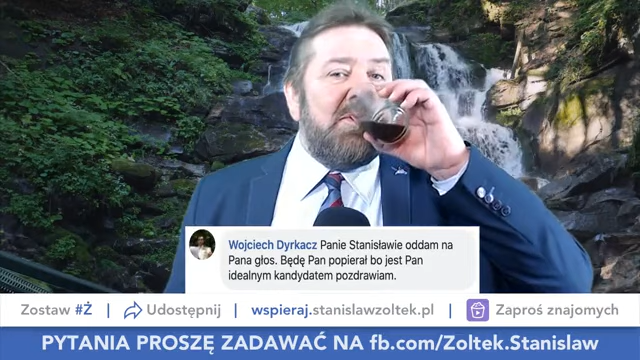 Wojciech Dyrkacz Panie Stanisławie oddam na
Pana głos. Będę Pan popierał bo jest Pan
idealnym kandydatem pozdrawiam.
Zostaw #Ż | Udostępnij | wspieraj.stanislawzoltek.pl | Zaproś znajomych
PYTANIA PROSZĘ ZADAWAĆ NA fb.com/Zoltek.Stanislaw